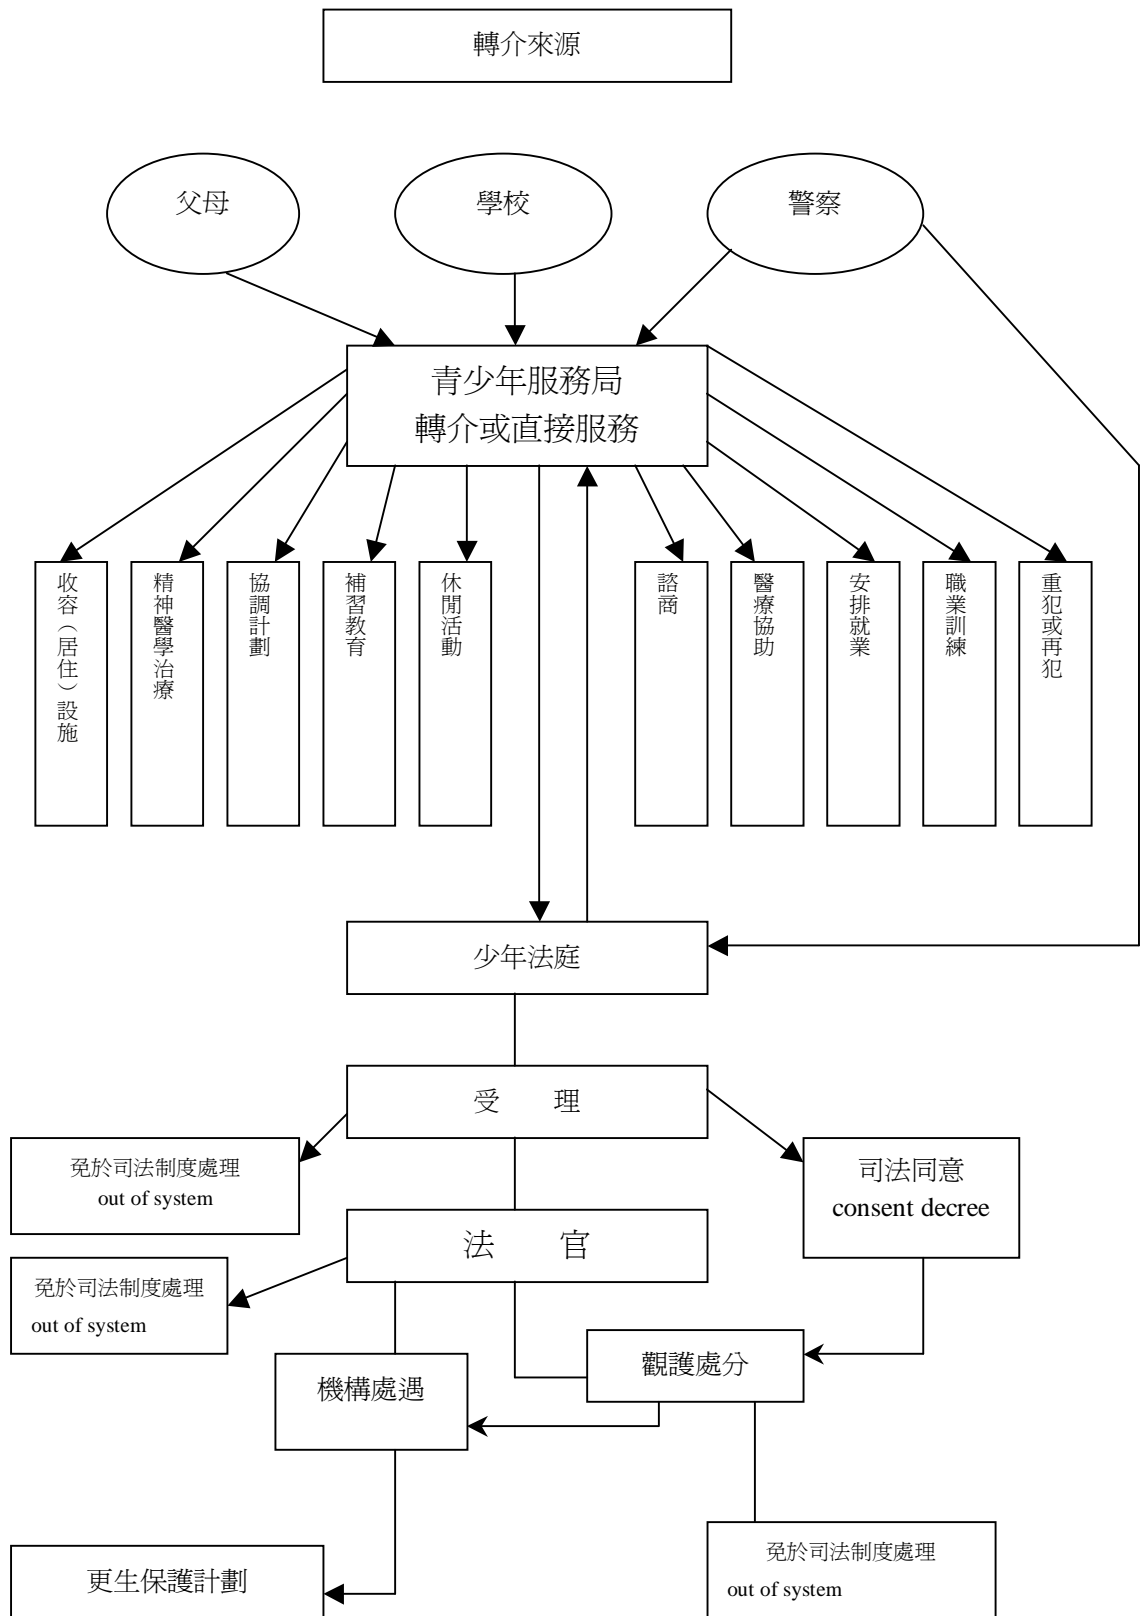 轉介來源
父母
學校
警察
青少年服務局
轉介或直接服務
收容（居住）設施
精神醫學治療
協調計劃
補習教育
休閒活動
諮商
醫療協助
安排就業
職業訓練
重犯或再犯
少年法庭
受　理
免於司法制度處理
out of system
司法同意
consent decree
法　官
免於司法制度處理
out of system
觀護處分
機構處遇
更生保護計劃
免於司法制度處理
out of system